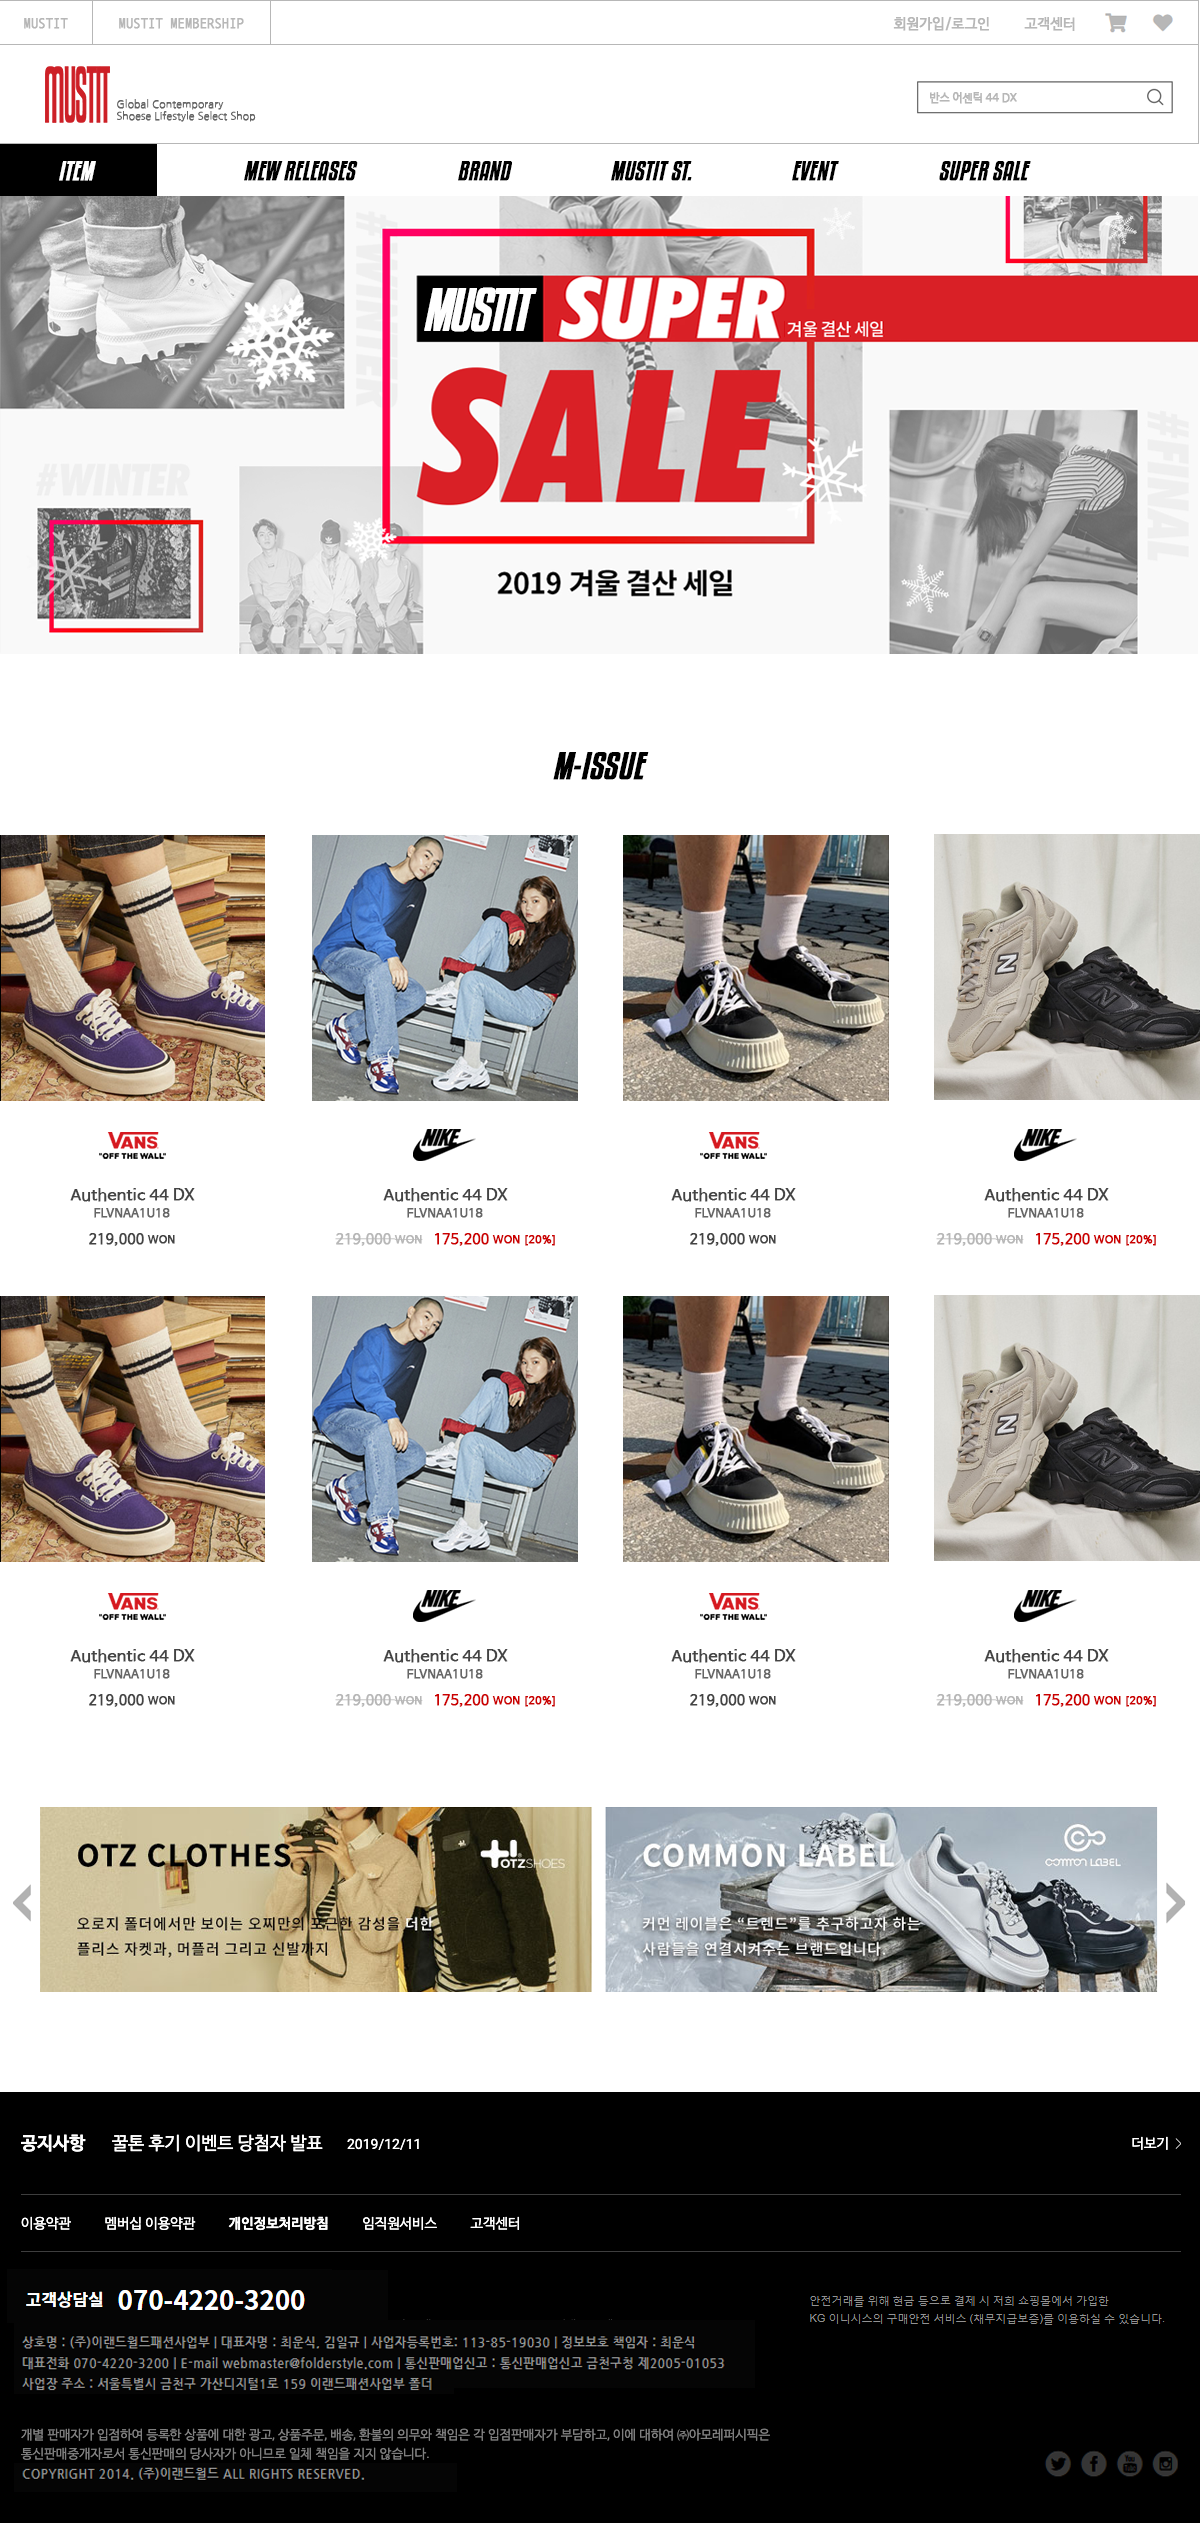 MUSTIT
MUSTIT MEMBERSHIP
회원가입/로그인
고객센터
MUSTIT
Global Contemporary
Shoese Lifestyle Select Shop
반스 어센틱 44 DX
ITEM
MEW RELEASES
BRAND
MUSTIT ST.
EVENT
SUPER SALE
#WINTER
MUSTIT SUPER 겨울 결산 세일
SALE
#WINTER
#FINAL
2019 겨울 결산 세일
M-ISSUE
VANS
"OFF THE WALL"
Authentic 44 DX
FLVNAA1U18
219,000 WON
NIKE
Authentic 44 DX
FLVNAA1U18
219,000 WON 175,200 WON [20%]
VANS
"OFF THE WALL"
Authentic 44 DX
FLVNAA1U18
219,000 WON
NIKE
Authentic 44 DX
FLVNAA1U18
219,000 WON 175,200 WON [20%]
VANS
"OFF THE WALL"
Authentic 44 DX
FLVNAA1U18
219,000 WON
NIKE
Authentic 44 DX
FLVNAA1U18
219,000 WON 175,200 WON [20%]
VANS
"OFF THE WALL"
Authentic 44 DX
FLVNAA1U18
219,000 WON
NIKE
Authentic 44 DX
FLVNAA1U18
219,000 WON 175,200 WON [20%]
OTZ CLOTHES
OTZSHOES
오로지 폴더에서만 보이는 오찌만의 포근한 감성을 더한
플리스 자켓과, 머플러 그리고 신발까지
COMMON LABEL
COMMON LABEL
커먼 레이블은 “트렌드”를 추구하고자 하는
사람들을 연결시켜주는 브랜드입니다.
공지사항 꿀톤 후기 이벤트 당첨자 발표 2019/12/11
더보기
이용약관 멤버십 이용약관 개인정보처리방침 임직원서비스 고객센터
고객상담실 070-4220-3200
안전거래를 위해 현금 등으로 결제 시 저희 쇼핑몰에서 가입한
KG 이니시스의 구매안전 서비스 (채무지급보증)를 이용하실 수 있습니다.
상호명 : (주)이랜드월드패션사업부 | 대표자명 : 최운식, 김일규 | 사업자등록번호: 113-85-19030 | 정보보호 책임자 : 최운식
대표전화 070-4220-3200 | E-mail webmaster@folderstyle.com | 통신판매업신고 : 통신판매업신고 금천구청 제2005-01053
사업장 주소 : 서울특별시 금천구 가산디지털1로 159 이랜드패션사업부 폴더
개별 판매자가 입점하여 등록한 상품에 대한 광고, 상품주문, 배송, 환불의 의무와 책임은 각 입점판매자가 부담하고, 이에 대하여 ㈜아모레퍼시픽은
통신판매중개자로서 통신판매의 당사자가 아니므로 일체 책임을 지지 않습니다.
COPYRIGHT 2014. (주)이랜드월드 ALL RIGHTS RESERVED.